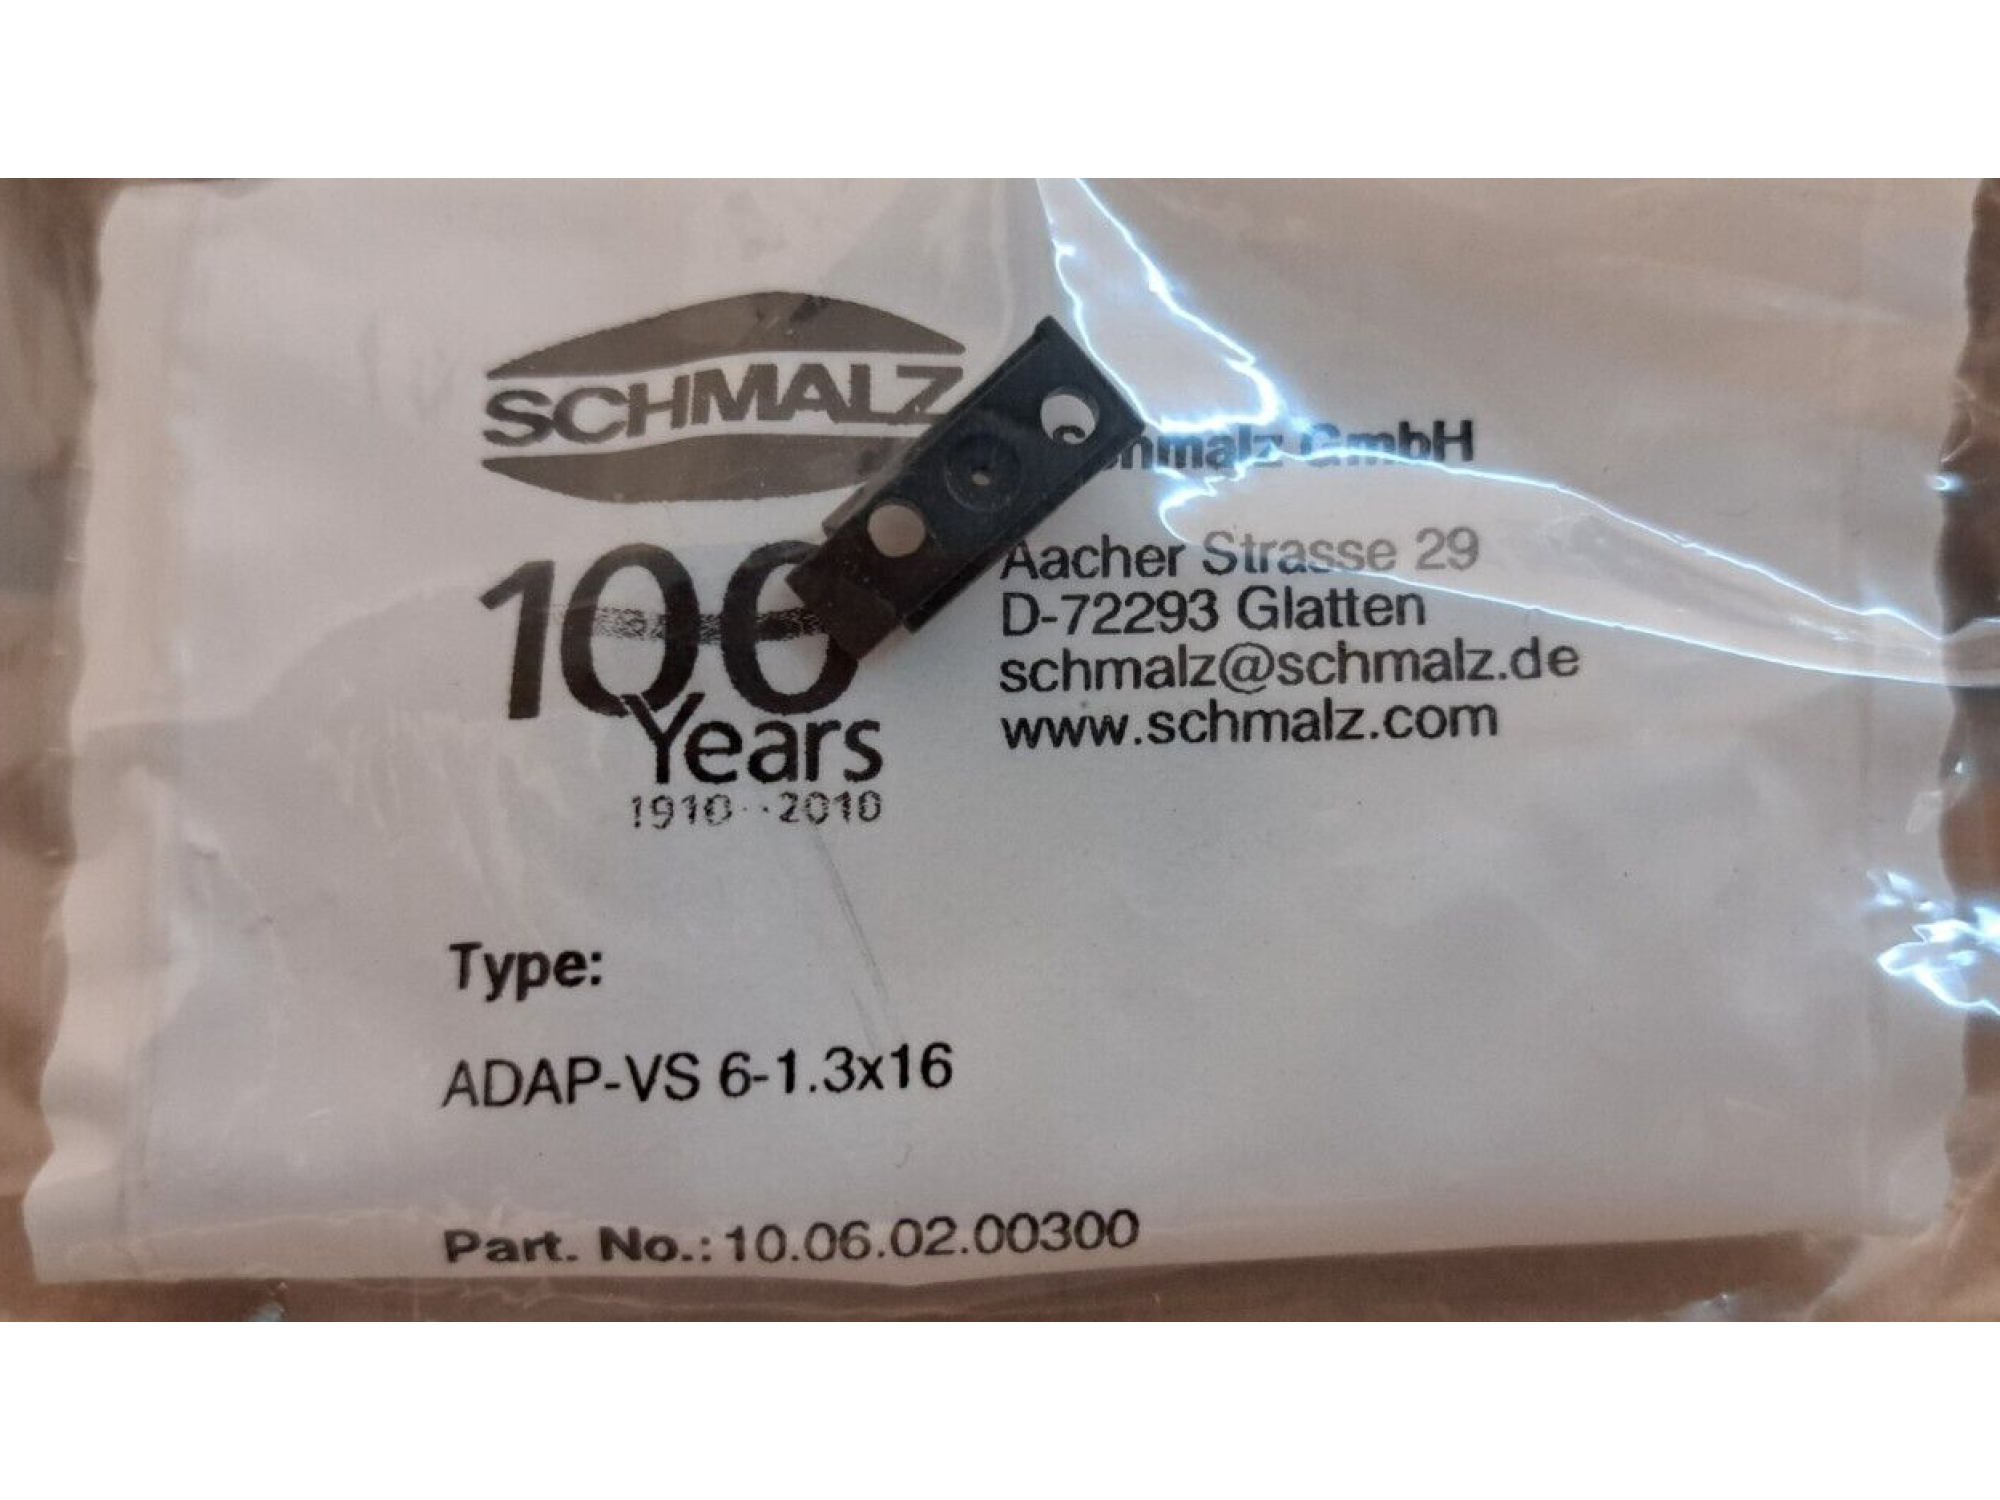 SCHMALZ
Schmalz GmbH
100
Years
1910 · · 2010
Aacher Strasse 29
D-72293 Glatten
schmalz@schmalz.de
www.schmalz.com
Type:
ADAP-VS 6-1.3x16
Part. No.: 10.06.02.00300